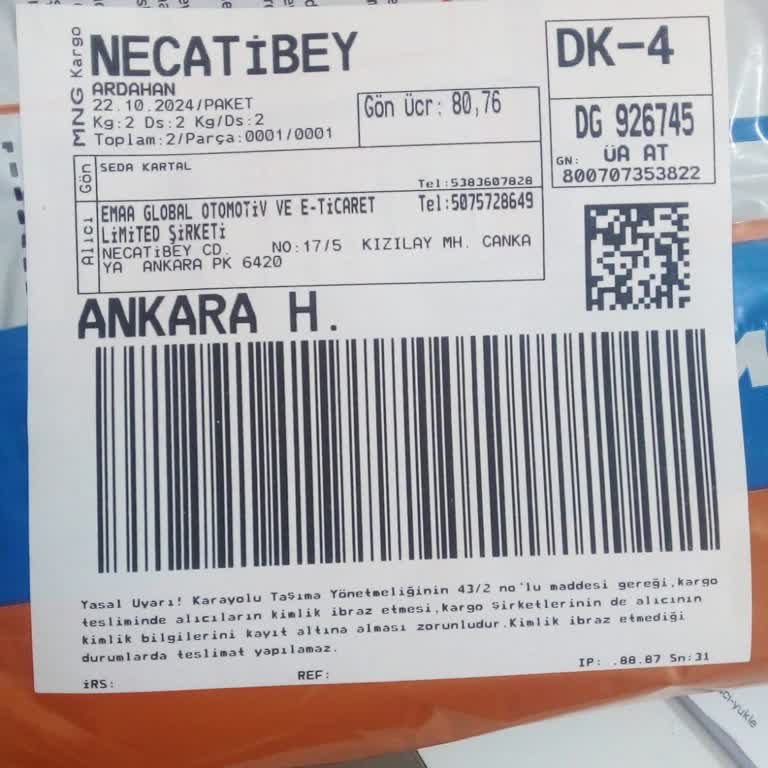 MNG Kargo
NECATİBEY
ARDAHAN
22.10.2024/PAKET
Kg:2 Ds:2 Kg/Ds:2
Toplam:2/Parça:0001/0001
Gön Ücr: 80,76
DK-4
DG 926745
ÜA AT
GN: 800707353822
Gön
SEDA KARTAL
Tel:5383607828
Alıcı
EMAA GLOBAL OTOMOTİV VE E-TİCARET Tel:5075728649
LİMİTED ŞİRKETİ
NECATİBEY CD. NO:17/5 KIZILAY MH. CANKA
YA ANKARA PK 6420
ANKARA H.
Yasal Uyarı! Karayolu Taşıma Yönetmeliğinin 43/2 no'lu maddesi gereği,kargo
tesliminde alıcıların kimlik ibraz etmesi,kargo şirketlerinin de alıcının
kimlik bilgilerini kayıt altına alması zorunludur.Kimlik ibraz etmediği
durumlarda teslimat yapılamaz.
IP: .88.87 Sn:31
İRS:
REF: